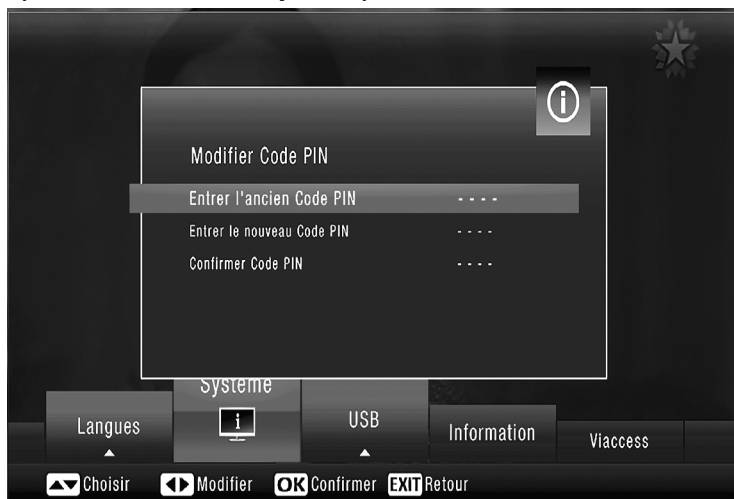 Modifier Code PIN
Entrer l'ancien Code PIN - - - -
Entrer le nouveau Code PIN - - - -
Confirmer Code PIN - - - -
Système
Langues
USB
Information
Viaccess
Choisir Modifier OK Confirmer EXIT Retour